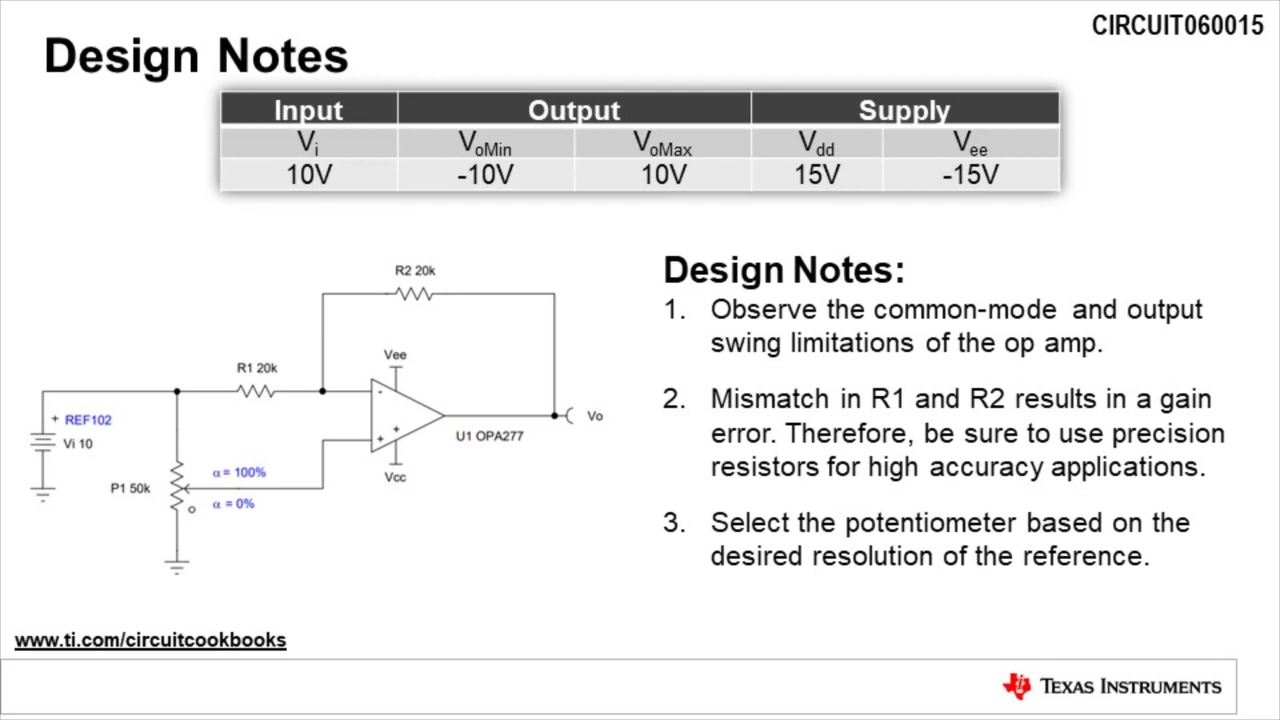 CIRCUIT060015
Design Notes
Input Output Supply
Vi VoMin VoMax Vdd Vee
10V -10V 10V 15V -15V
R2 20k
R1 20k
Vee
+ REF102
Vi 10
-
+
+
U1 OPA277
Vo
Vcc
α = 100%
P1 50k
α = 0%
Design Notes:
1. Observe the common-mode and output
swing limitations of the op amp.
2. Mismatch in R1 and R2 results in a gain
error. Therefore, be sure to use precision
resistors for high accuracy applications.
3. Select the potentiometer based on the
desired resolution of the reference.
www.ti.com/circuitcookbooks
TEXAS INSTRUMENTS